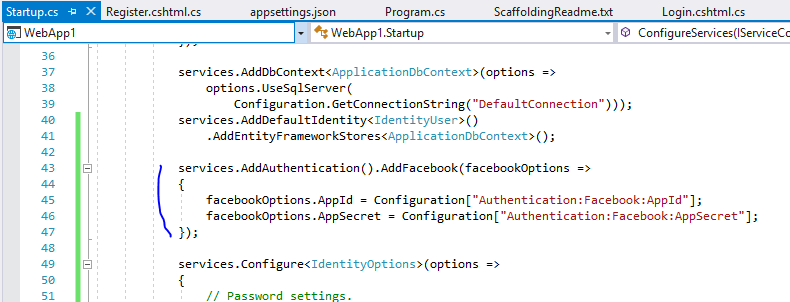 Startup.cs Register.cshtml.cs appsettings.json Program.cs ScaffoldingReadme.txt Login.cshtml.cs
WebApp1 WebApp1.Startup ConfigureServices(IServiceCo
36 });
37 services.AddDbContext<ApplicationDbContext>(options =>
38 options.UseSqlServer(
39 Configuration.GetConnectionString("DefaultConnection")));
40 services.AddDefaultIdentity<IdentityUser>()
41 .AddEntityFrameworkStores<ApplicationDbContext>();
42
43 services.AddAuthentication().AddFacebook(facebookOptions =>
44 {
45 facebookOptions.AppId = Configuration["Authentication:Facebook:AppId"];
46 facebookOptions.AppSecret = Configuration["Authentication:Facebook:AppSecret"];
47 });
48
49 services.Configure<IdentityOptions>(options =>
50 {
51 // Password settings.